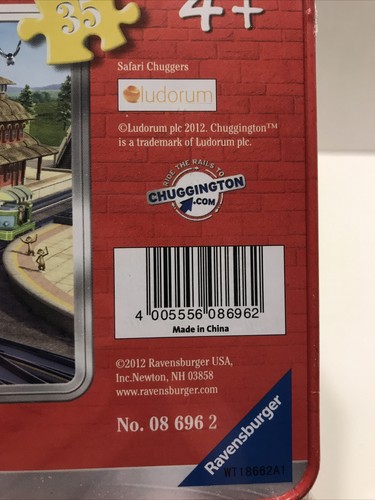 35
4+
Safari Chuggers
ludorum
©Ludorum plc 2012. Chuggington™
is a trademark of Ludorum plc.
RIDE THE RAILS TO
CHUGGINGTON
.COM
4 005556 086962
Made in China
©2012 Ravensburger USA,
Inc.Newton, NH 03858
www.ravensburger.com
No. 08 696 2
Ravensburger
WT18662A1